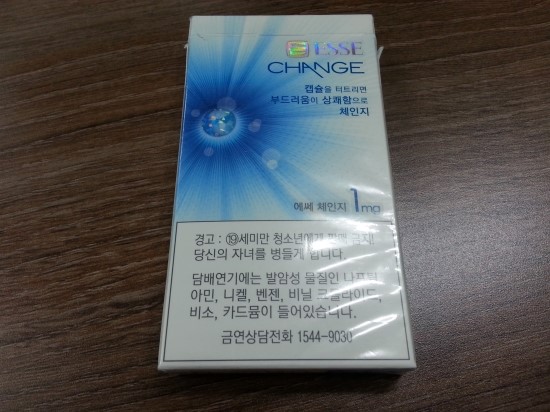 ESSE
CHANGE
캡슐을 터트리면
부드러움이 상쾌함으로
체인지
에쎄 체인지 1mg
경고 : ⑲세미만 청소년에게 판매 금지!
당신의 자녀를 병들게 합니다.
담배연기에는 발암성 물질인 나프틸
아민, 니켈, 벤젠, 비닐 크롤라이드,
비소, 카드뮴이 들어있습니다.
금연상담전화 1544-9030